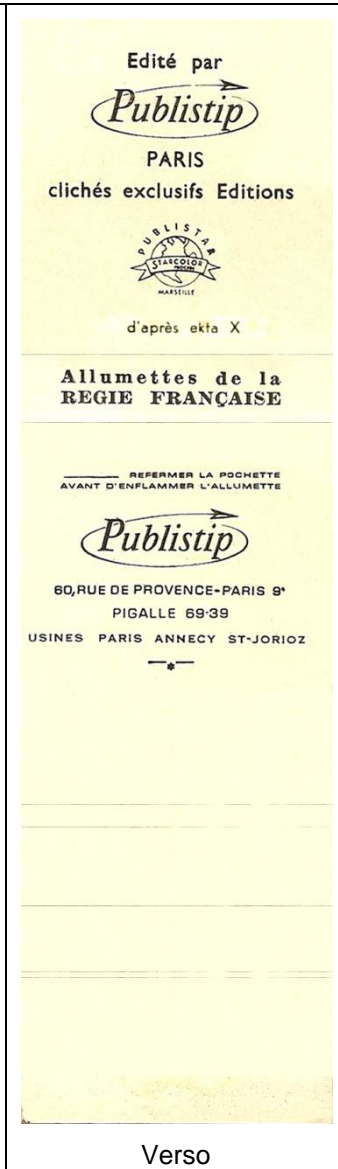 Edité par
Publistip
PARIS
clichés exclusifs Editions
PUBLISTAR
STARCOLOR
MARSEILLE
d'après ekta X
Allumettes de la
REGIE FRANÇAISE
REFERMER LA POCHETTE
AVANT D'ENFLAMMER L'ALLUMETTE
Publistip
60, RUE DE PROVENCE-PARIS 9e
PIGALLE 69-39
USINES PARIS ANNECY ST-JORIOZ
Verso